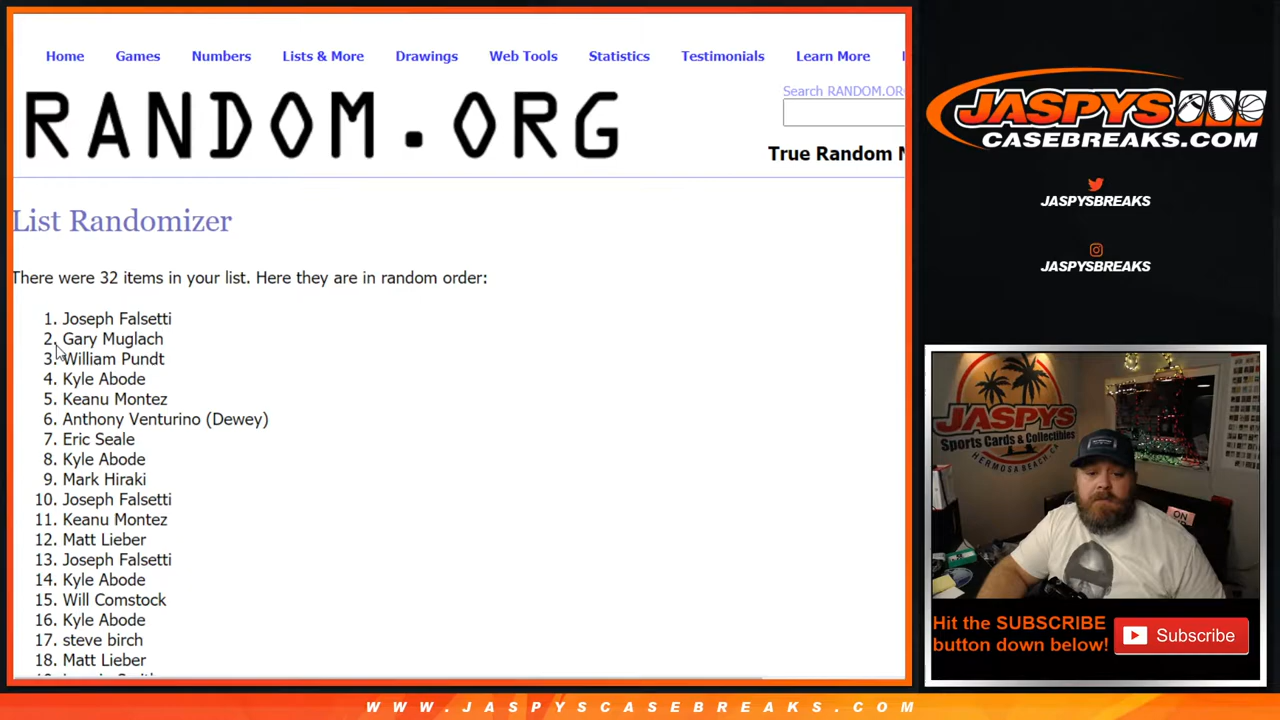 Home Games Numbers Lists & More Drawings Web Tools Statistics Testimonials Learn More
RANDOM.ORG
Search RANDOM.OR
True Random
List Randomizer
There were 32 items in your list. Here they are in random order:
1. Joseph Falsetti
2. Gary Muglach
3. William Pundt
4. Kyle Abode
5. Keanu Montez
6. Anthony Venturino (Dewey)
7. Eric Seale
8. Kyle Abode
9. Mark Hiraki
10. Joseph Falsetti
11. Keanu Montez
12. Matt Lieber
13. Joseph Falsetti
14. Kyle Abode
15. Will Comstock
16. Kyle Abode
17. steve birch
18. Matt Lieber
JASPYS
CASEBREAKS.COM
JASPYSBREAKS
JASPYSBREAKS
JASPYS
Sports Cards & Collectibles
HERMOSA BEACH, CA
ON
Hit the SUBSCRIBE
button down below!
Subscribe
WWW.JASPYSCASEBREAKS.COM